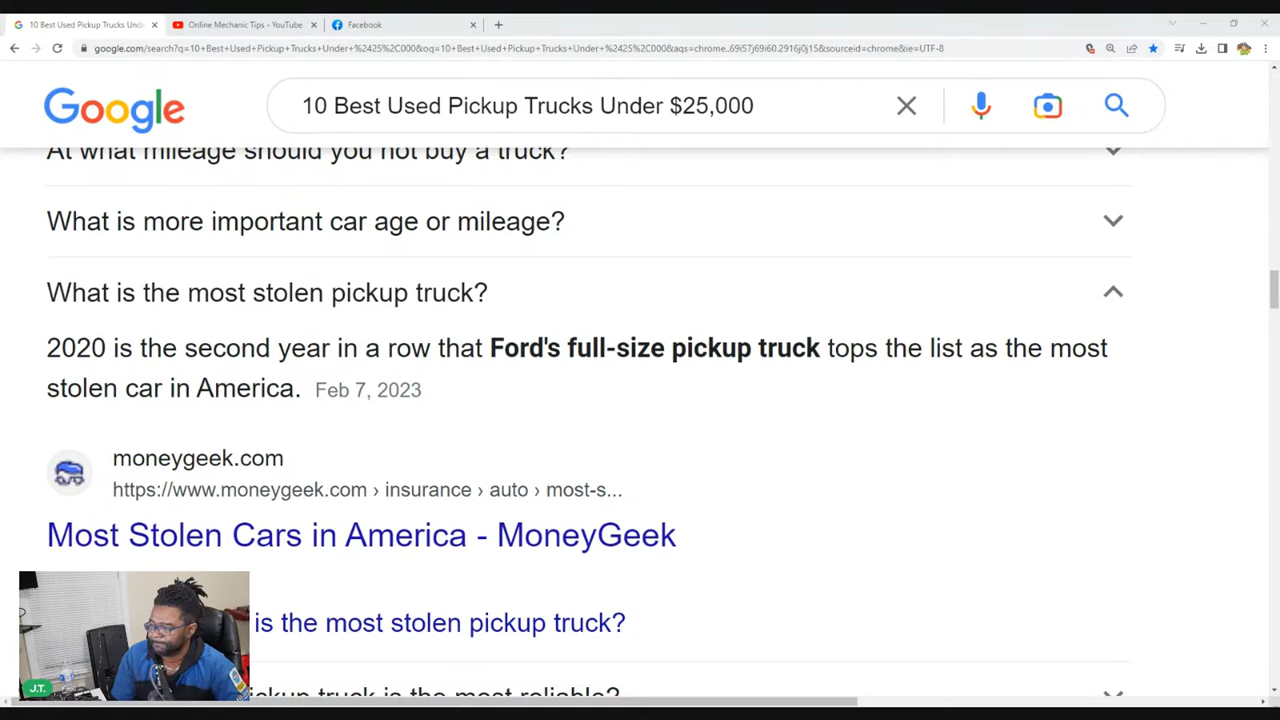 10 Best Used Pickup Trucks Und
Online Mechanic Tips - YouTube
Facebook
google.com/search?q=10+Best+Used+Pickup+Trucks+Under+%2425%2C000&oq=10+Best+Used+Pickup+Trucks+Under+%2425%2C000&aqs=chrome..69i57j69i60.2916j0j15&sourceid=chrome&ie=UTF-8
Google
10 Best Used Pickup Trucks Under $25,000
At what mileage should you not buy a truck?
What is more important car age or mileage?
What is the most stolen pickup truck?
2020 is the second year in a row that Ford's full-size pickup truck tops the list as the most
stolen car in America. Feb 7, 2023
moneygeek.com
https://www.moneygeek.com › insurance › auto › most-s...
Most Stolen Cars in America - MoneyGeek
is the most stolen pickup truck?
pickup truck is the most reliable?
J.T.